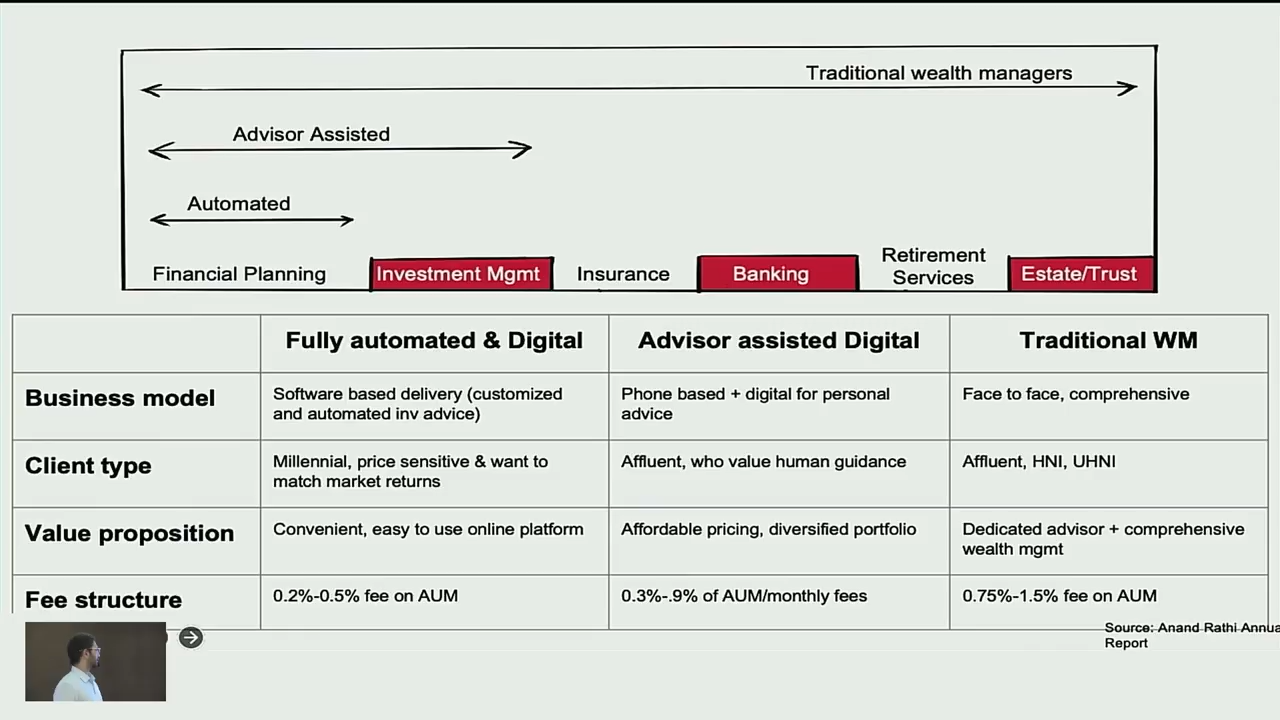 Traditional wealth managers
Advisor Assisted
Automated
Financial Planning
Investment Mgmt
Insurance
Banking
Retirement
Services
Estate/Trust
Fully automated & Digital
Advisor assisted Digital
Traditional WM
Business model
Software based delivery (customized
and automated inv advice)
Phone based + digital for personal
advice
Face to face, comprehensive
Client type
Millennial, price sensitive & want to
match market returns
Affluent, who value human guidance
Affluent, HNI, UHNI
Value proposition
Convenient, easy to use online platform
Affordable pricing, diversified portfolio
Dedicated advisor + comprehensive
wealth mgmt
Fee structure
0.2%-0.5% fee on AUM
0.3%-.9% of AUM/monthly fees
0.75%-1.5% fee on AUM
Source: Anand Rathi Annua
Report